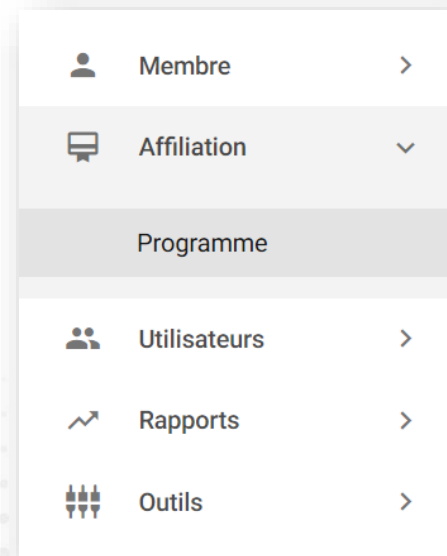 Membre
Affiliation
Programme
Utilisateurs
Rapports
Outils